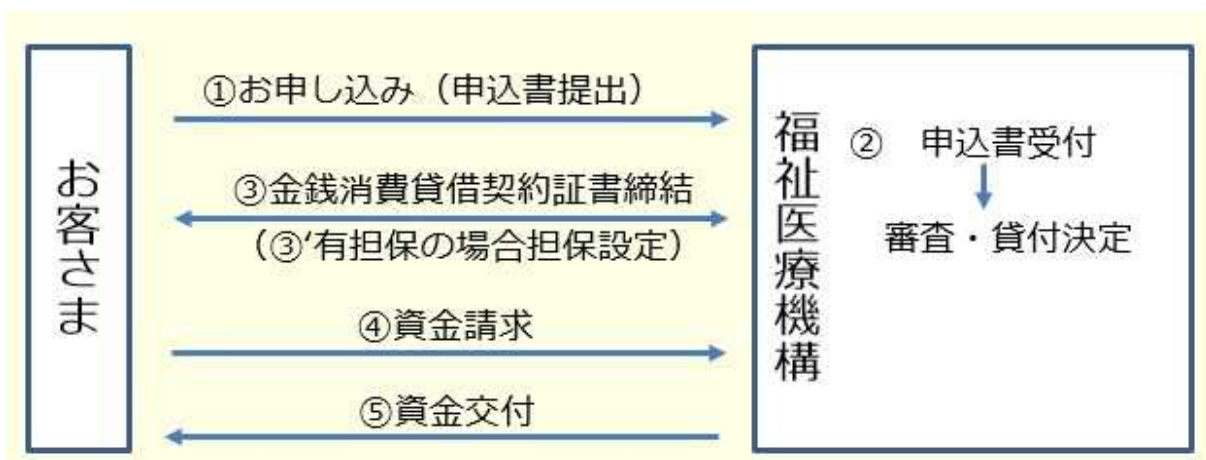 お客さま
①お申し込み（申込書提出）
③金銭消費貸借契約証書締結
（③‘有担保の場合担保設定）
④資金請求
⑤資金交付
福祉医療機構
②　申込書受付
審査・貸付決定